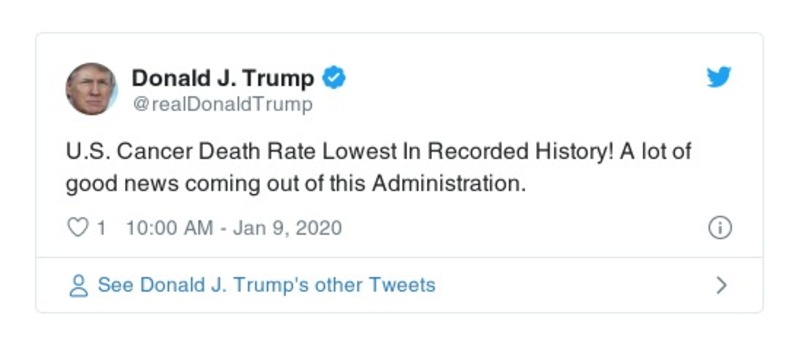 Donald J. Trump
@realDonaldTrump
U.S. Cancer Death Rate Lowest In Recorded History! A lot of
good news coming out of this Administration.
1 10:00 AM - Jan 9, 2020
See Donald J. Trump's other Tweets